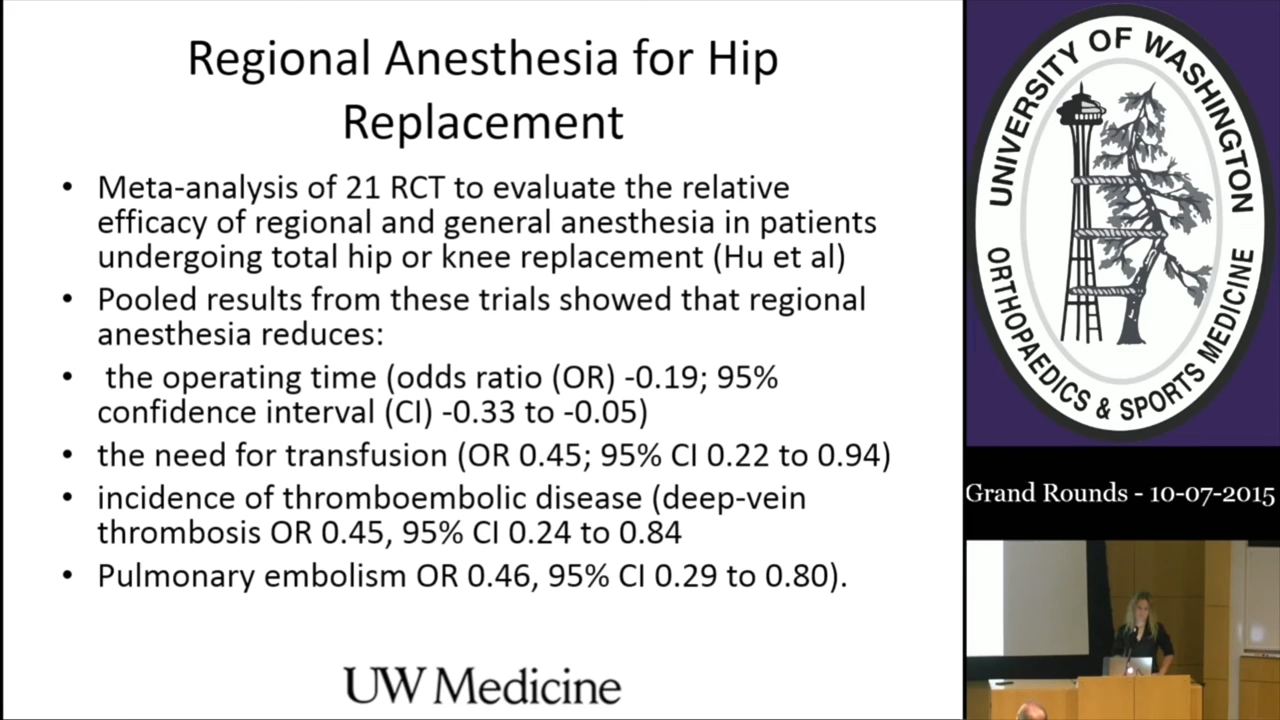 Regional Anesthesia for Hip
Replacement
• Meta-analysis of 21 RCT to evaluate the relative
efficacy of regional and general anesthesia in patients
undergoing total hip or knee replacement (Hu et al)
• Pooled results from these trials showed that regional
anesthesia reduces:
• the operating time (odds ratio (OR) -0.19; 95%
confidence interval (CI) -0.33 to -0.05)
• the need for transfusion (OR 0.45; 95% CI 0.22 to 0.94)
• incidence of thromboembolic disease (deep-vein
thrombosis OR 0.45, 95% CI 0.24 to 0.84
• Pulmonary embolism OR 0.46, 95% CI 0.29 to 0.80).
UW Medicine
UNIVERSITY OF WASHINGTON
ORTHOPAEDICS & SPORTS MEDICINE
Grand Rounds - 10-07-2015